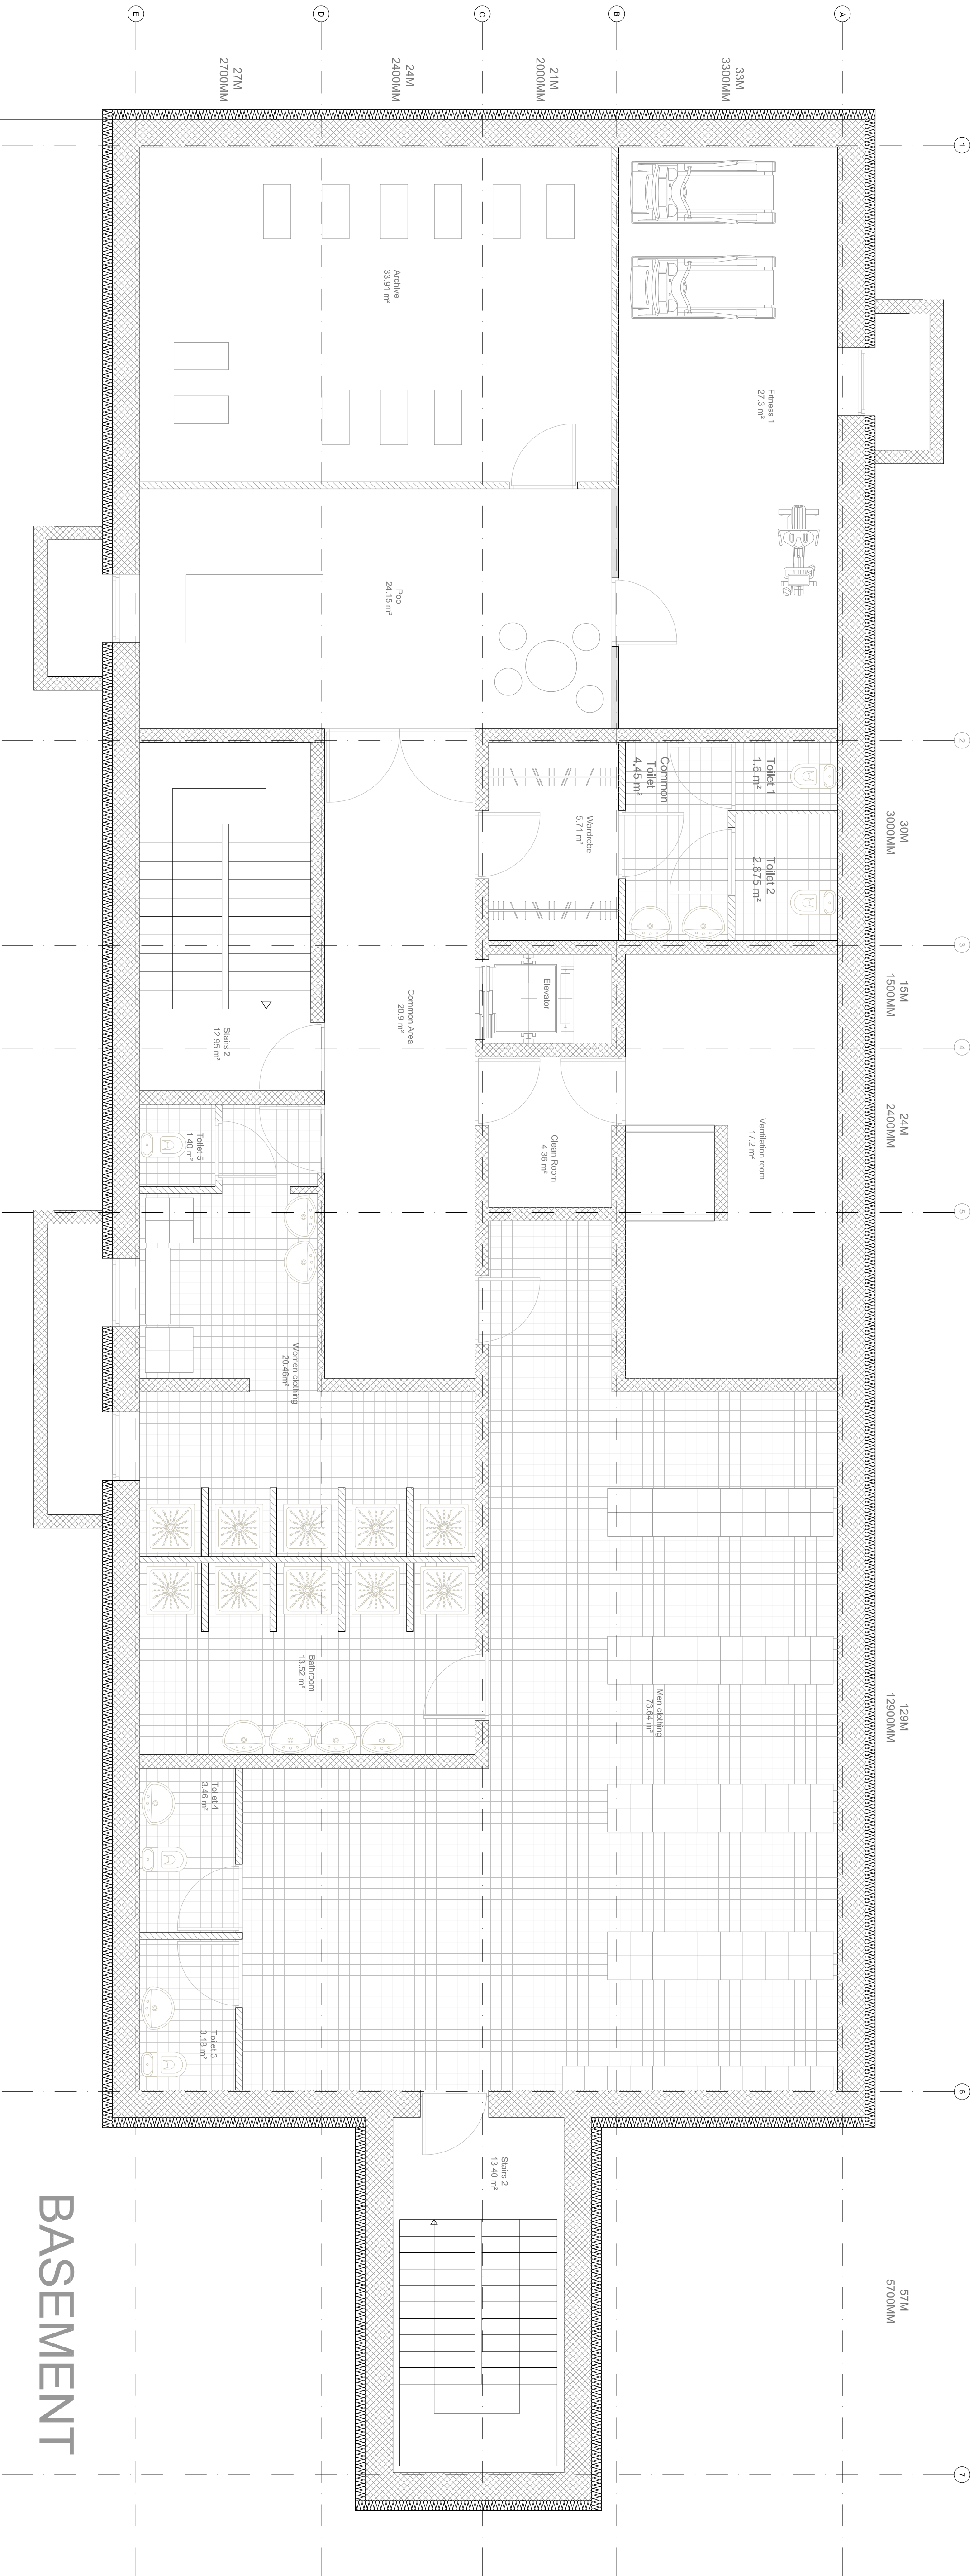 E
D
C
B
A
27M
2700MM
24M
2400MM
21M
2000MM
33M
3300MM
1
2
3
4
5
6
7
30M
3000MM
15M
1500MM
24M
2400MM
129M
12900MM
57M
5700MM
Archive
33.91 m²
Fitness 1
27.3 m²
Pool
24.15 m²
Toilet 1
1.6 m²
Common
Toilet
4,45 m²
Toilet 2
2.875 m²
Wardrobe
5.71 m²
Elevator
Common Area
20.9 m²
Stairs 2
12.95 m²
Ventilation room
17.2 m²
Clean Room
4.36 m²
Toilet 5
1.40 m²
Women clothing
20.46m²
Bathroom
13.52 m²
Men clothing
73.64 m²
Toilet 4
3.46 m²
Toilet 3
3.18 m²
Stairs 2
13.40 m²
BASEMENT